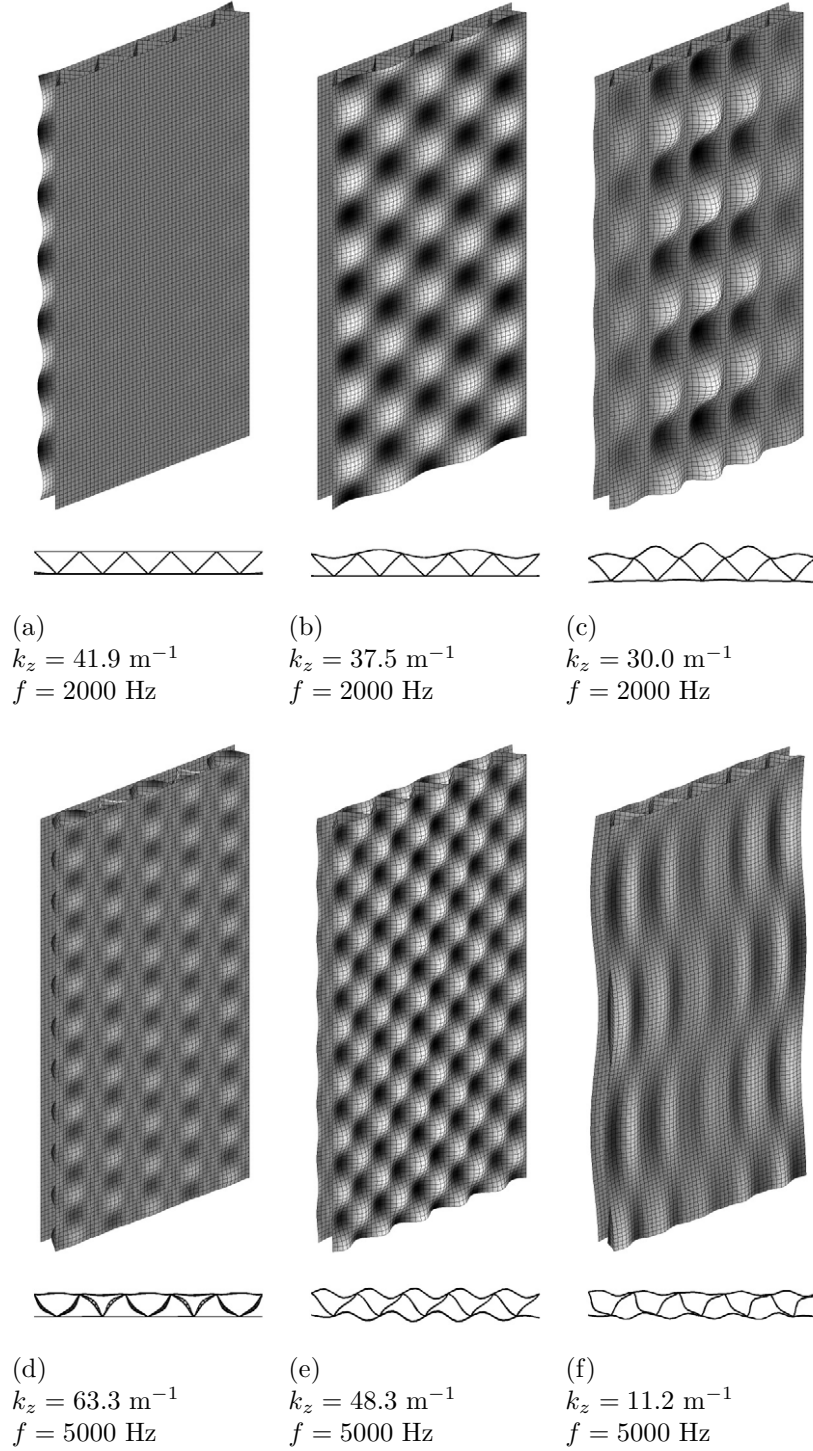 (a)
k_z = 41.9 m⁻¹
f = 2000 Hz
(b)
k_z = 37.5 m⁻¹
f = 2000 Hz
(c)
k_z = 30.0 m⁻¹
f = 2000 Hz
(d)
k_z = 63.3 m⁻¹
f = 5000 Hz
(e)
k_z = 48.3 m⁻¹
f = 5000 Hz
(f)
k_z = 11.2 m⁻¹
f = 5000 Hz